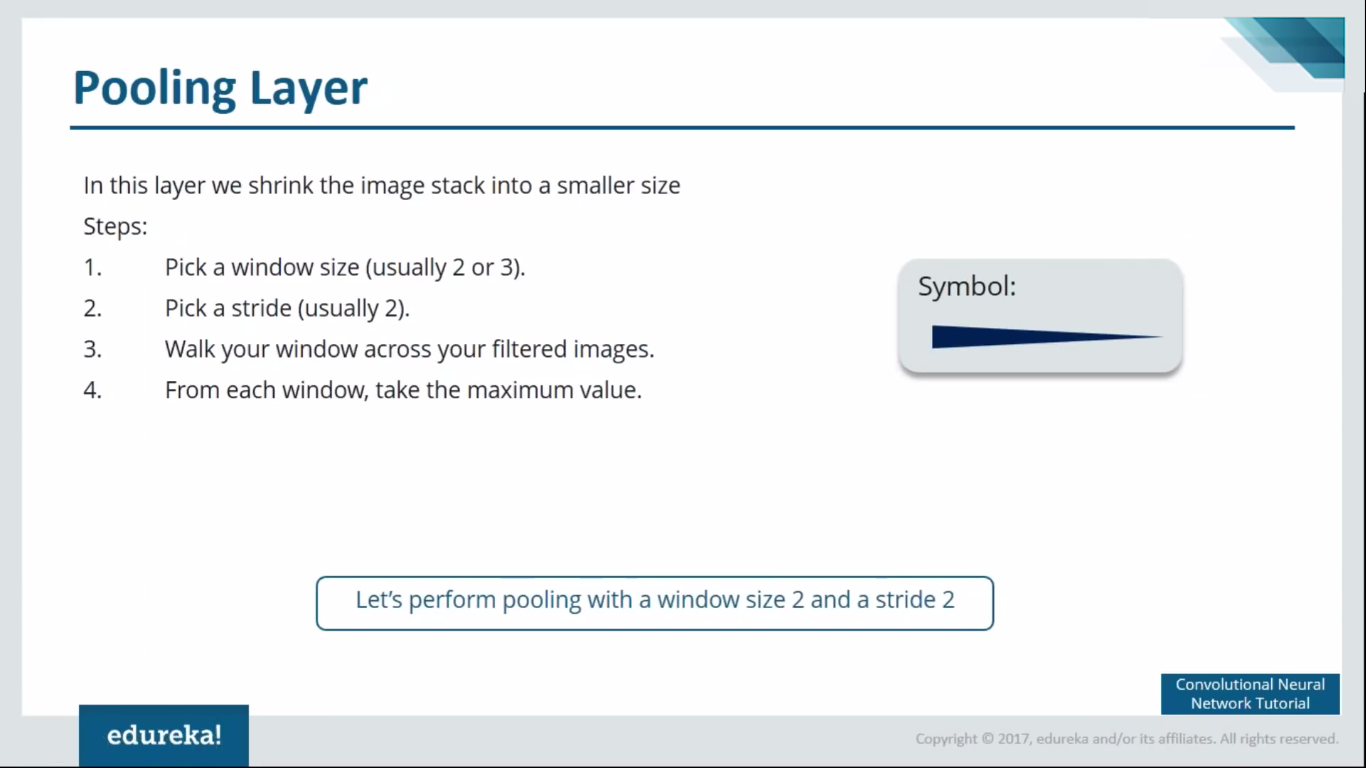 Pooling Layer
In this layer we shrink the image stack into a smaller size
Steps:
1. Pick a window size (usually 2 or 3).
2. Pick a stride (usually 2).
3. Walk your window across your filtered images.
4. From each window, take the maximum value.
Symbol:
Let’s perform pooling with a window size 2 and a stride 2
Convolutional Neural
Network Tutorial
edureka!
Copyright © 2017, edureka and/or its affiliates. All rights reserved.